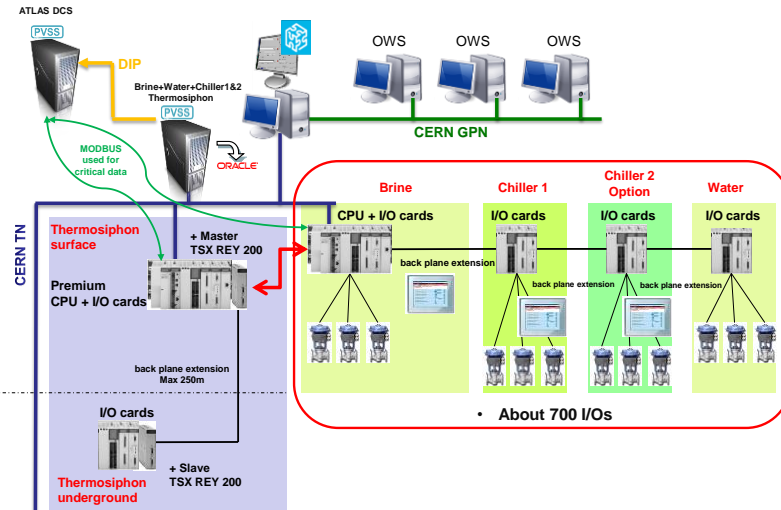 ATLAS DCS
PVSS
DIP
Brine+Water+Chiller1&2
Thermosiphon
PVSS
ORACLE
MODBUS
used for
critical data
OWS
OWS
OWS
CERN GPN
CERN TN
Thermosiphon
surface
+ Master
TSX REY 200
Premium
CPU + I/O cards
back plane extension
Max 250m
I/O cards
+ Slave
TSX REY 200
Thermosiphon
underground
Brine
Chiller 1
Chiller 2
Option
Water
CPU + I/O cards
I/O cards
I/O cards
I/O cards
back plane extension
back plane extension
back plane extension
• About 700 I/Os